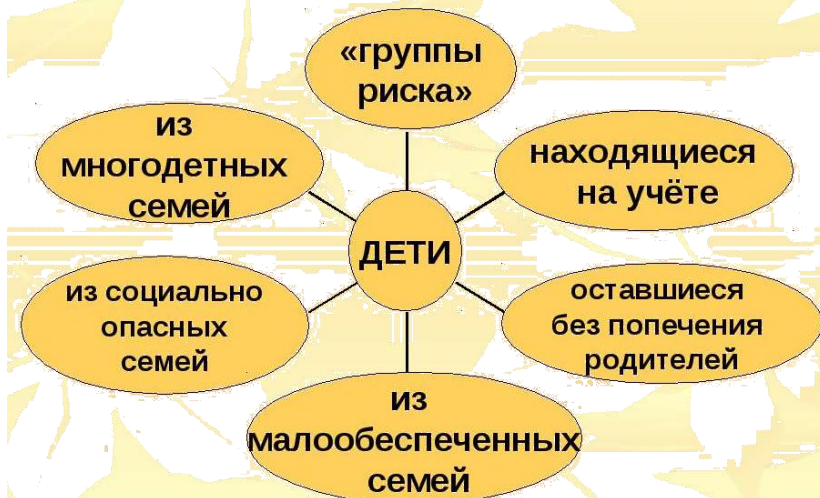 «группы
риска»
из
многодетных
семей
находящиеся
на учёте
ДЕТИ
из социально
опасных
семей
оставшиеся
без попечения
родителей
из
малообеспеченных
семей